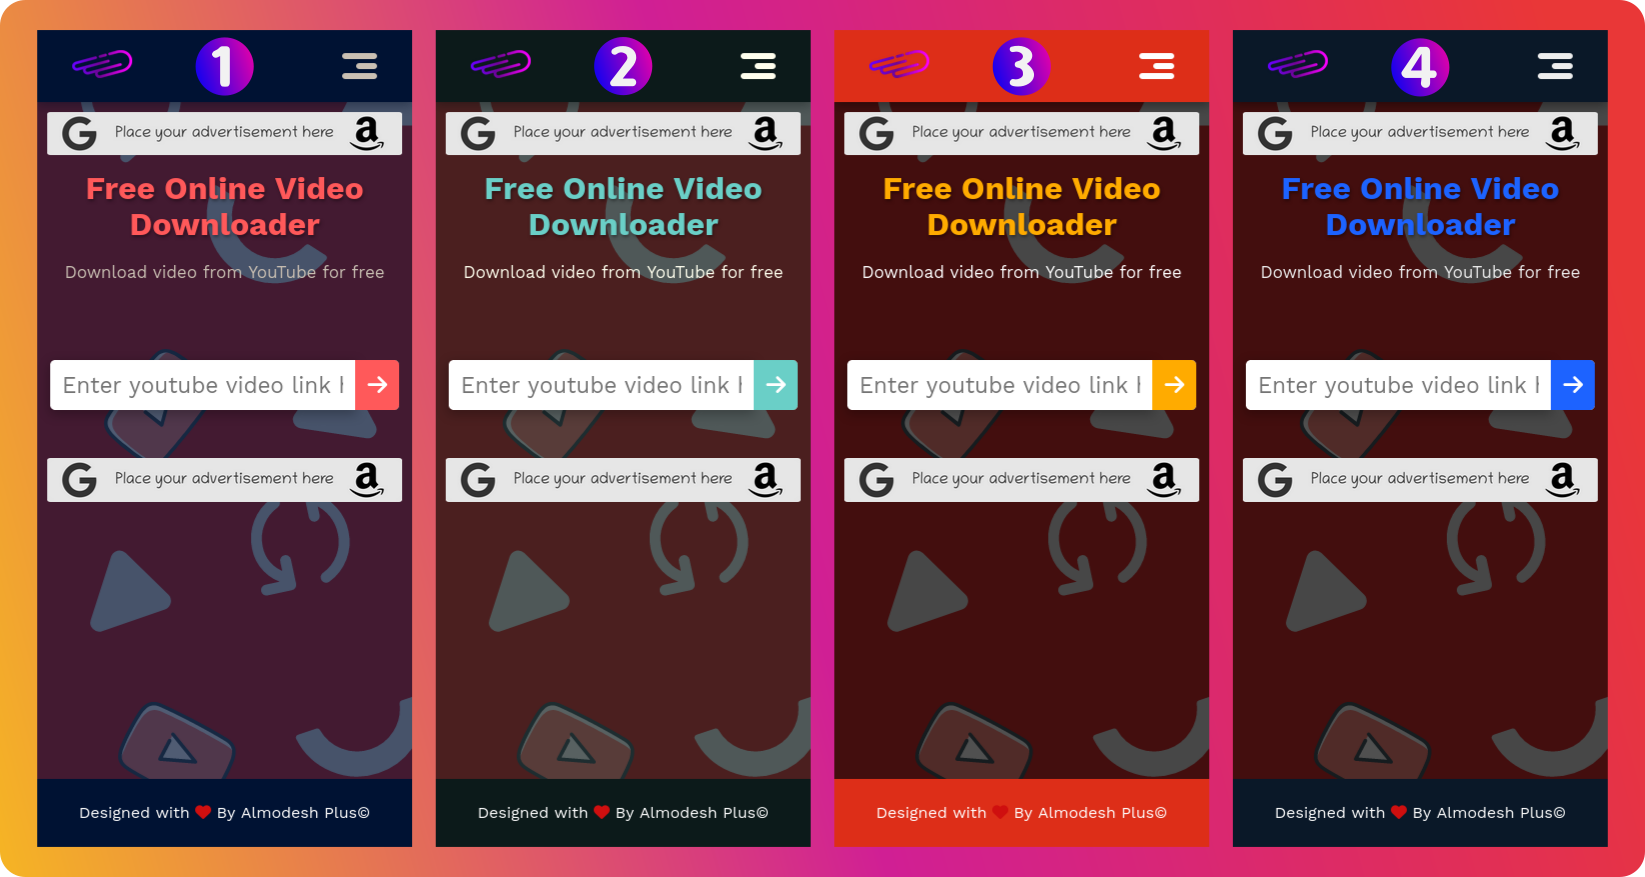 1
Place your advertisement here
Free Online Video
Downloader
Download video from YouTube for free
Enter youtube video link
Place your advertisement here
Designed with ❤ By Almodesh Plus©
2
Place your advertisement here
Free Online Video
Downloader
Download video from YouTube for free
Enter youtube video link
Place your advertisement here
Designed with ❤ By Almodesh Plus©
3
Place your advertisement here
Free Online Video
Downloader
Download video from YouTube for free
Enter youtube video link
Place your advertisement here
Designed with ❤ By Almodesh Plus©
4
Place your advertisement here
Free Online Video
Downloader
Download video from YouTube for free
Enter youtube video link
Place your advertisement here
Designed with ❤ By Almodesh Plus©